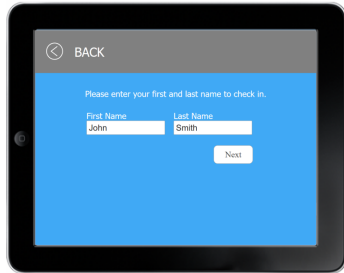 BACK
Please enter your first and last name to check in.
First Name Last Name
John Smith
Next